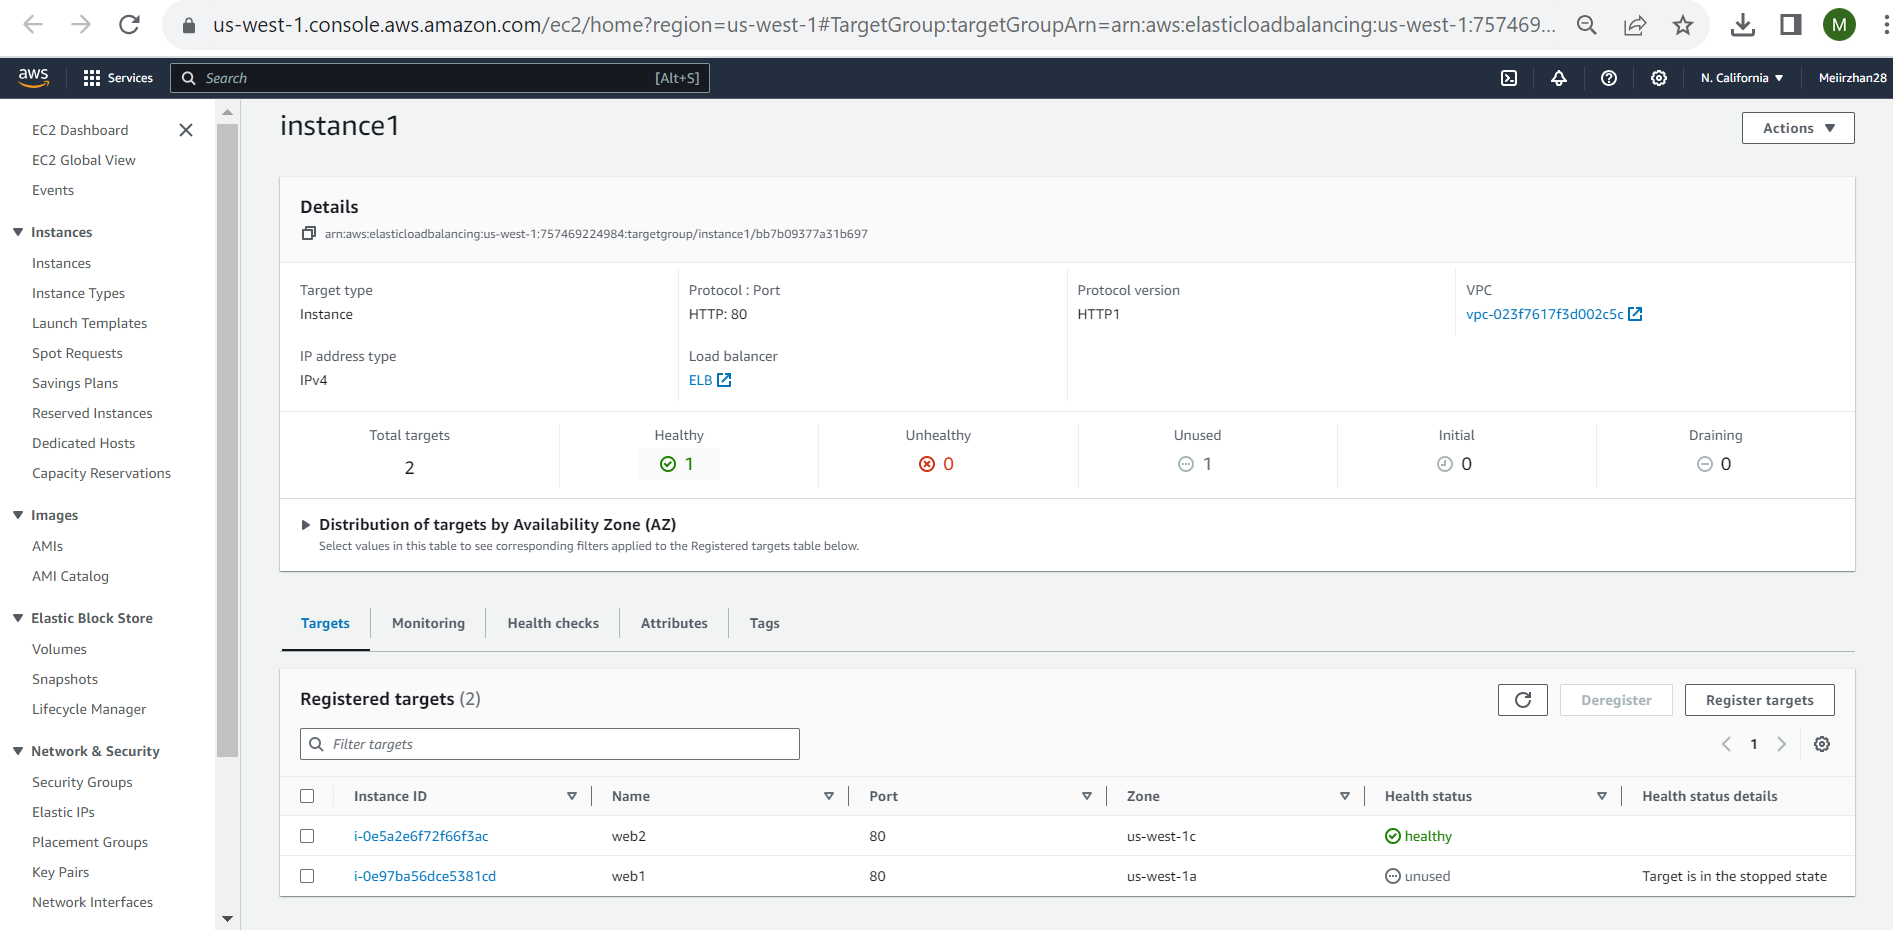 us-west-1.console.aws.amazon.com/ec2/home?region=us-west-1#TargetGroup:targetGroupArn=arn:aws:elasticloadbalancing:us-west-1:757469...
M
aws
Services
Search
[Alt+S]
N. California
Meiirzhan28
EC2 Dashboard
EC2 Global View
Events
Instances
Instances
Instance Types
Launch Templates
Spot Requests
Savings Plans
Reserved Instances
Dedicated Hosts
Capacity Reservations
Images
AMIs
AMI Catalog
Elastic Block Store
Volumes
Snapshots
Lifecycle Manager
Network & Security
Security Groups
Elastic IPs
Placement Groups
Key Pairs
Network Interfaces
instance1
Actions
Details
arn:aws:elasticloadbalancing:us-west-1:757469224984:targetgroup/instance1/bb7b09377a31b697
Target type
Instance
Protocol : Port
HTTP: 80
Protocol version
HTTP1
VPC
vpc-023f7617f3d002c5c
IP address type
IPv4
Load balancer
ELB
Total targets
2
Healthy
1
Unhealthy
0
Unused
1
Initial
0
Draining
0
Distribution of targets by Availability Zone (AZ)
Select values in this table to see corresponding filters applied to the Registered targets table below.
Targets
Monitoring
Health checks
Attributes
Tags
Registered targets (2)
Deregister
Register targets
Filter targets
1
Instance ID Name Port Zone Health status Health status details
i-0e5a2e6f72f66f3ac web2 80 us-west-1c healthy
i-0e97ba56dce5381cd web1 80 us-west-1a unused Target is in the stopped state